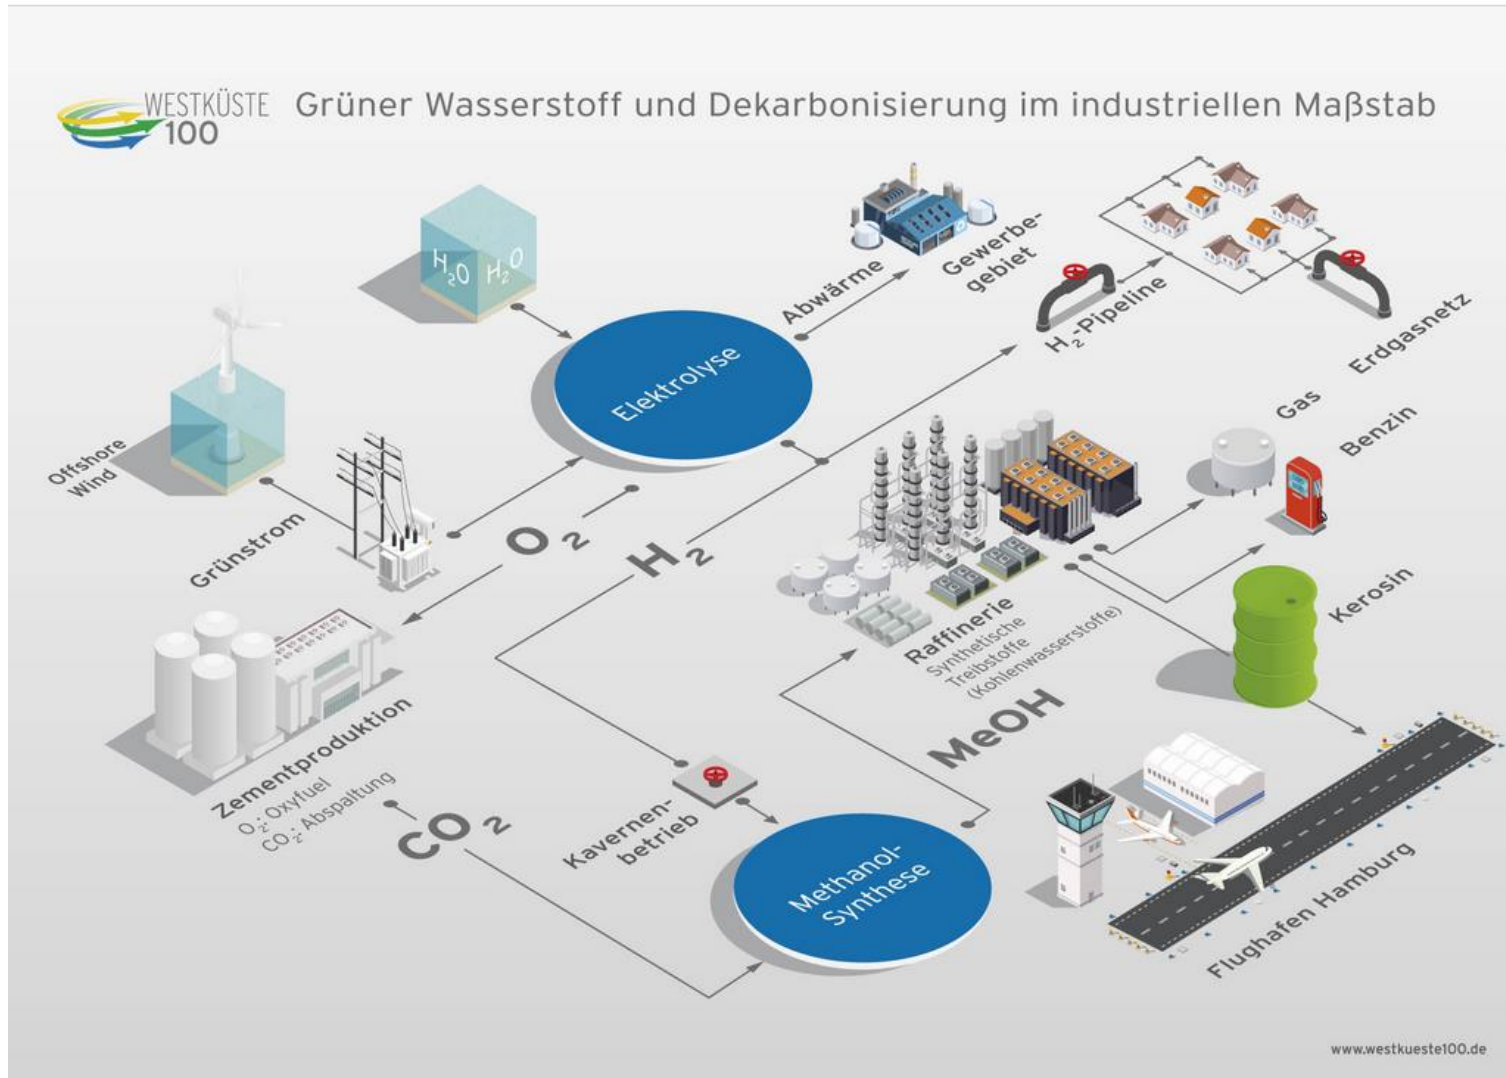 WESTKÜSTE
100
Grüner Wasserstoff und Dekarbonisierung im industriellen Maßstab
H₂O H₂O
Elektrolyse
Abwärme
Gewerbe-
gebiet
H₂-Pipeline
Erdgasnetz
Offshore
Wind
Grünstrom
O₂
H₂
Gas
Benzin
Kerosin
Raffinerie
Synthetische
Treibstoffe
(Kohlenwasserstoffe)
MeOH
Zementproduktion
O₂: Oxyfuel
CO₂: Abspaltung
CO₂
Kavernen-
betrieb
Methanol-
Synthese
Flughafen Hamburg
www.westkueste100.de